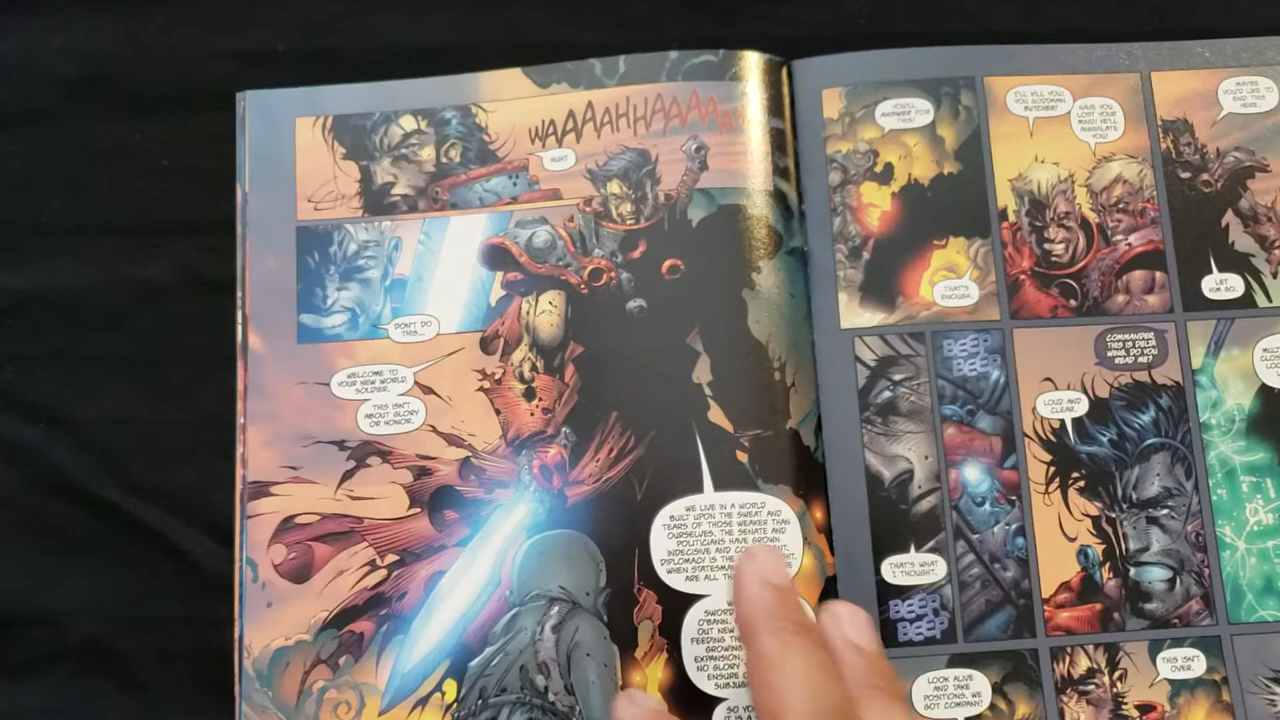 WAAAAHHAAAAA
HUH?
DON'T DO
THIS...
WELCOME TO
YOUR NEW WORLD,
SOLDIER.
THIS ISN'T
ABOUT GLORY
OR HONOR.
WE LIVE IN A WORLD
BUILT UPON THE SWEAT AND
TEARS OF THOSE WEAKER THAN
OURSELVES. THE SENATE AND
POLITICIANS HAVE GROWN
INDECISIVE AND
DIPLOMACY IS THE
WHEN STATESMAN
ARE ALL
SWORD
O'BANN.
OUT NEW
FEEDING THE
GROWING
EXPANSION.
NO GLORY
ENSURE
SO YO
IT IS A
YOU'LL
ANSWER FOR
THIS!
THAT'S
ENOUGH.
I'LL KILL YOU!
YOU GODDAMN
BUTCHER!
HAVE YOU
LOST YOUR
MIND! HE'LL
ANNIHILATE
YOU!
MAYBE
YOU'D LIKE TO
END THIS
HERE.
LET
HIM GO.
THAT'S WHAT
I THOUGHT.
BEEP
BEEP
BEEP
BEEP
COMMANDER,
THIS IS DELTA
WING. DO YOU
READ ME?
LOUD AND
CLEAR.
LOOK ALIVE
AND TAKE
POSITIONS. WE
GOT COMPANY!
THIS ISN'T
OVER.